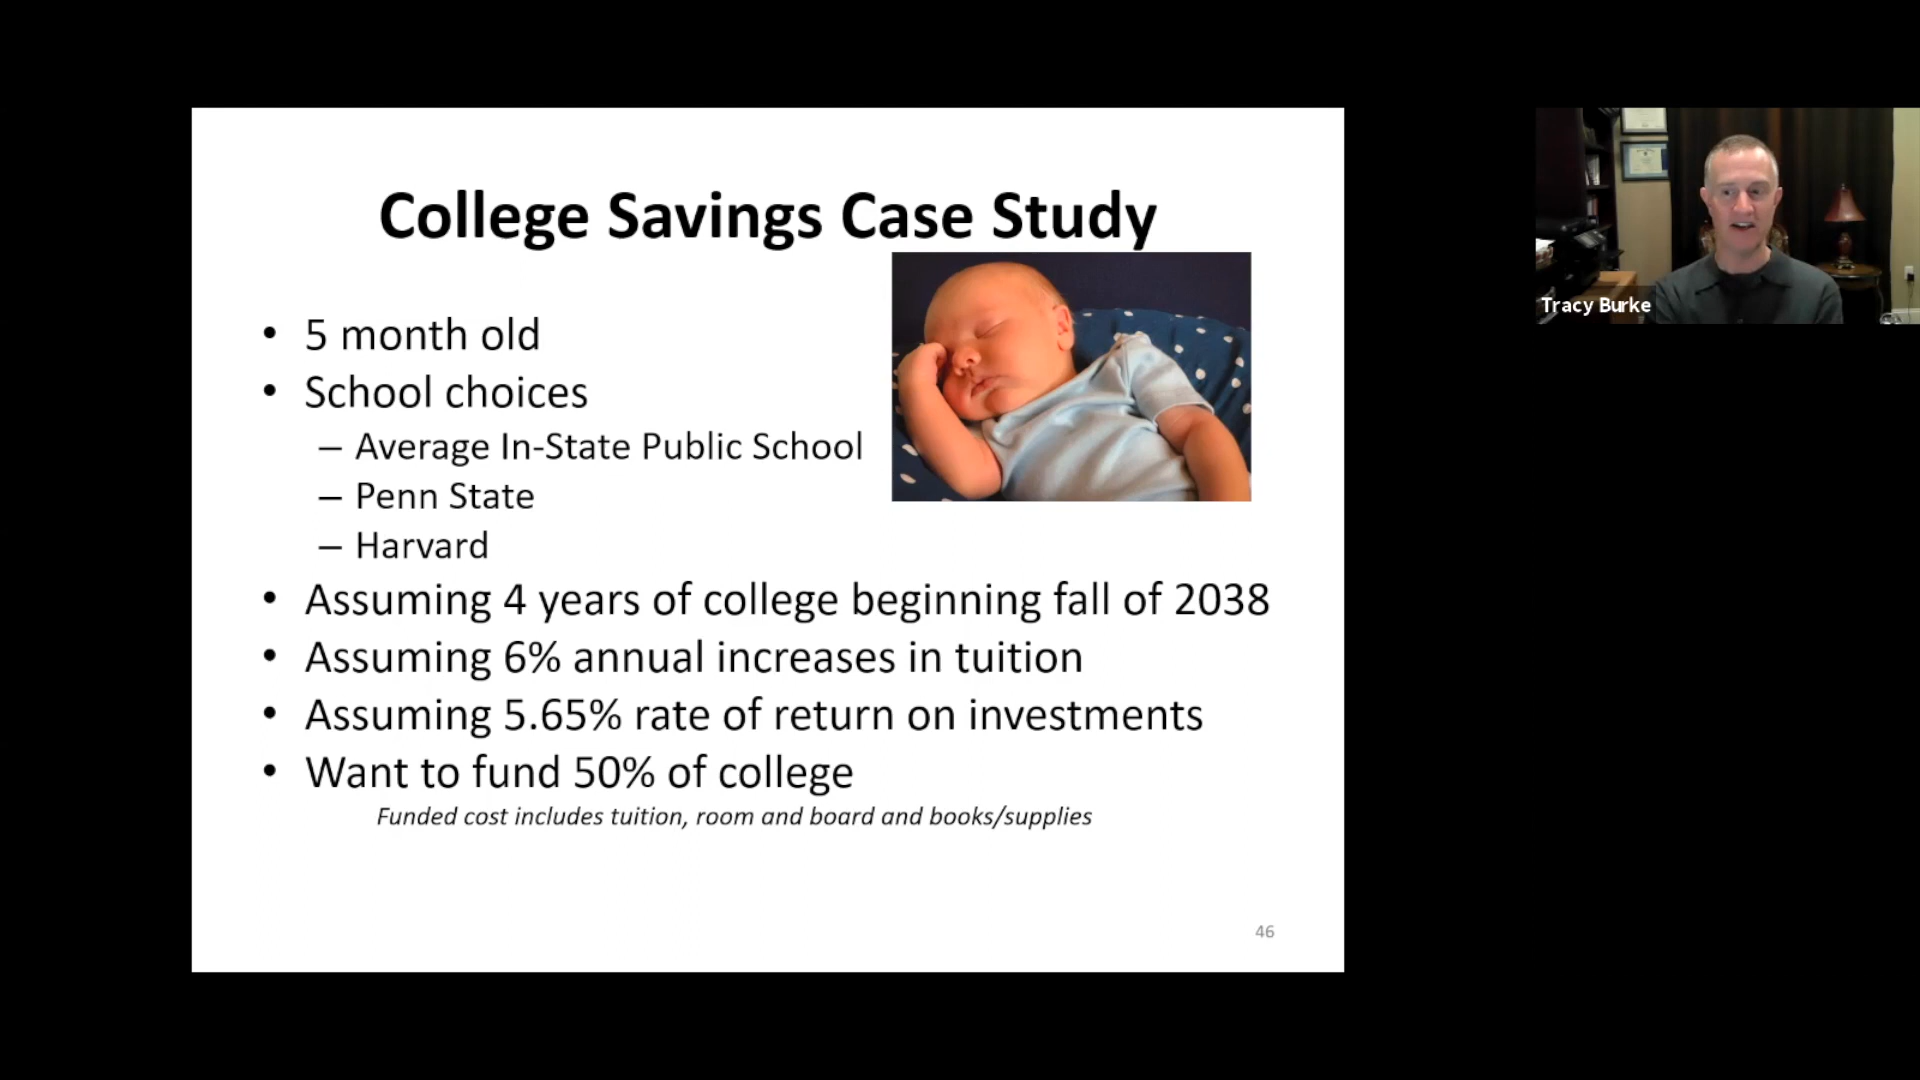 College Savings Case Study
• 5 month old
• School choices
– Average In-State Public School
– Penn State
– Harvard
• Assuming 4 years of college beginning fall of 2038
• Assuming 6% annual increases in tuition
• Assuming 5.65% rate of return on investments
• Want to fund 50% of college
Funded cost includes tuition, room and board and books/supplies
46
Tracy Burke